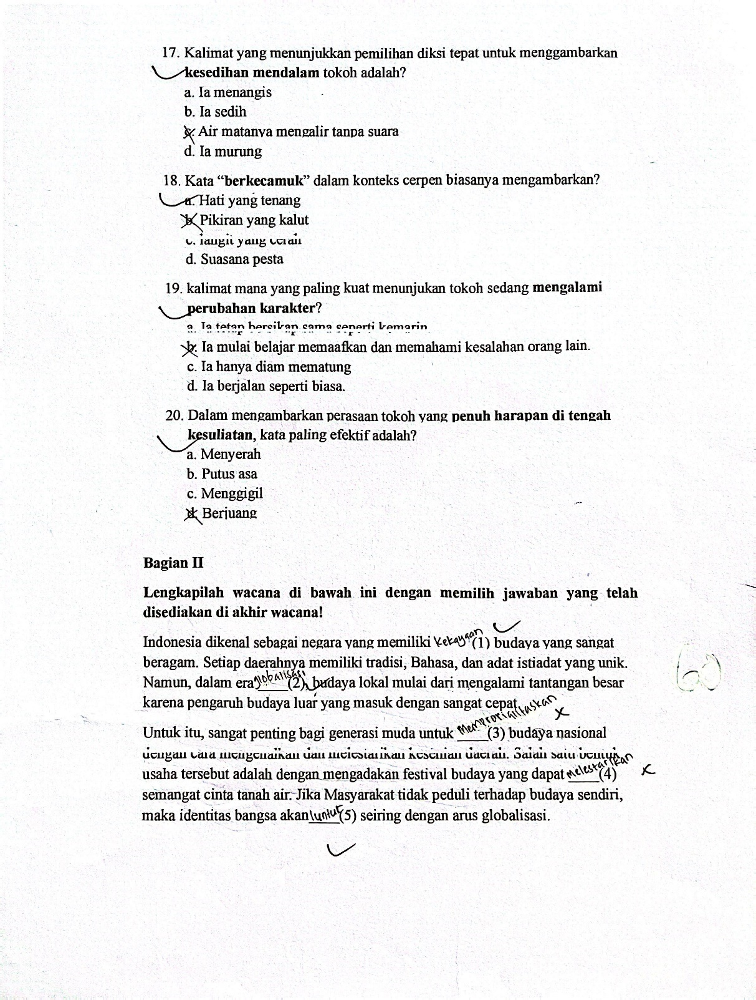 17. Kalimat yang menunjukkan pemilihan diksi tepat untuk menggambarkan
kesedihan mendalam tokoh adalah?
a. Ia menangis
b. Ia sedih
c. Air matanya mengalir tanpa suara
d. Ia murung
18. Kata “berkecamuk” dalam konteks cerpen biasanya mengambarkan?
a. Hati yang tenang
b. Pikiran yang kalut
c. langit yang cerah
d. Suasana pesta
19. kalimat mana yang paling kuat menunjukan tokoh sedang mengalami
perubahan karakter?
a. Ia tetap bersikap sama seperti kemarin
b. Ia mulai belajar memaafkan dan memahami kesalahan orang lain.
c. Ia hanya diam mematung
d. Ia berjalan seperti biasa.
20. Dalam mengambarkan perasaan tokoh yang penuh harapan di tengah
kesuliatan, kata paling efektif adalah?
a. Menyerah
b. Putus asa
c. Menggigil
d. Berjuang
Bagian II
Lengkapilah wacana di bawah ini dengan memilih jawaban yang telah
disediakan di akhir wacana!
Indonesia dikenal sebagai negara yang memiliki kekayaan (1) budaya yang sangat
beragam. Setiap daerahnya memiliki tradisi, Bahasa, dan adat istiadat yang unik.
Namun, dalam era globalisasi (2), budaya lokal mulai dari mengalami tantangan besar
karena pengaruh budaya luar yang masuk dengan sangat cepat.
Untuk itu, sangat penting bagi generasi muda untuk (3) budaya nasional
dengan cara mengenalkan dan melestarikan kesenian daerah. Salah satu bentuk
usaha tersebut adalah dengan mengadakan festival budaya yang dapat Melestarikan (4)
semangat cinta tanah air. Jika Masyarakat tidak peduli terhadap budaya sendiri,
maka identitas bangsa akan luntur (5) seiring dengan arus globalisasi.
60